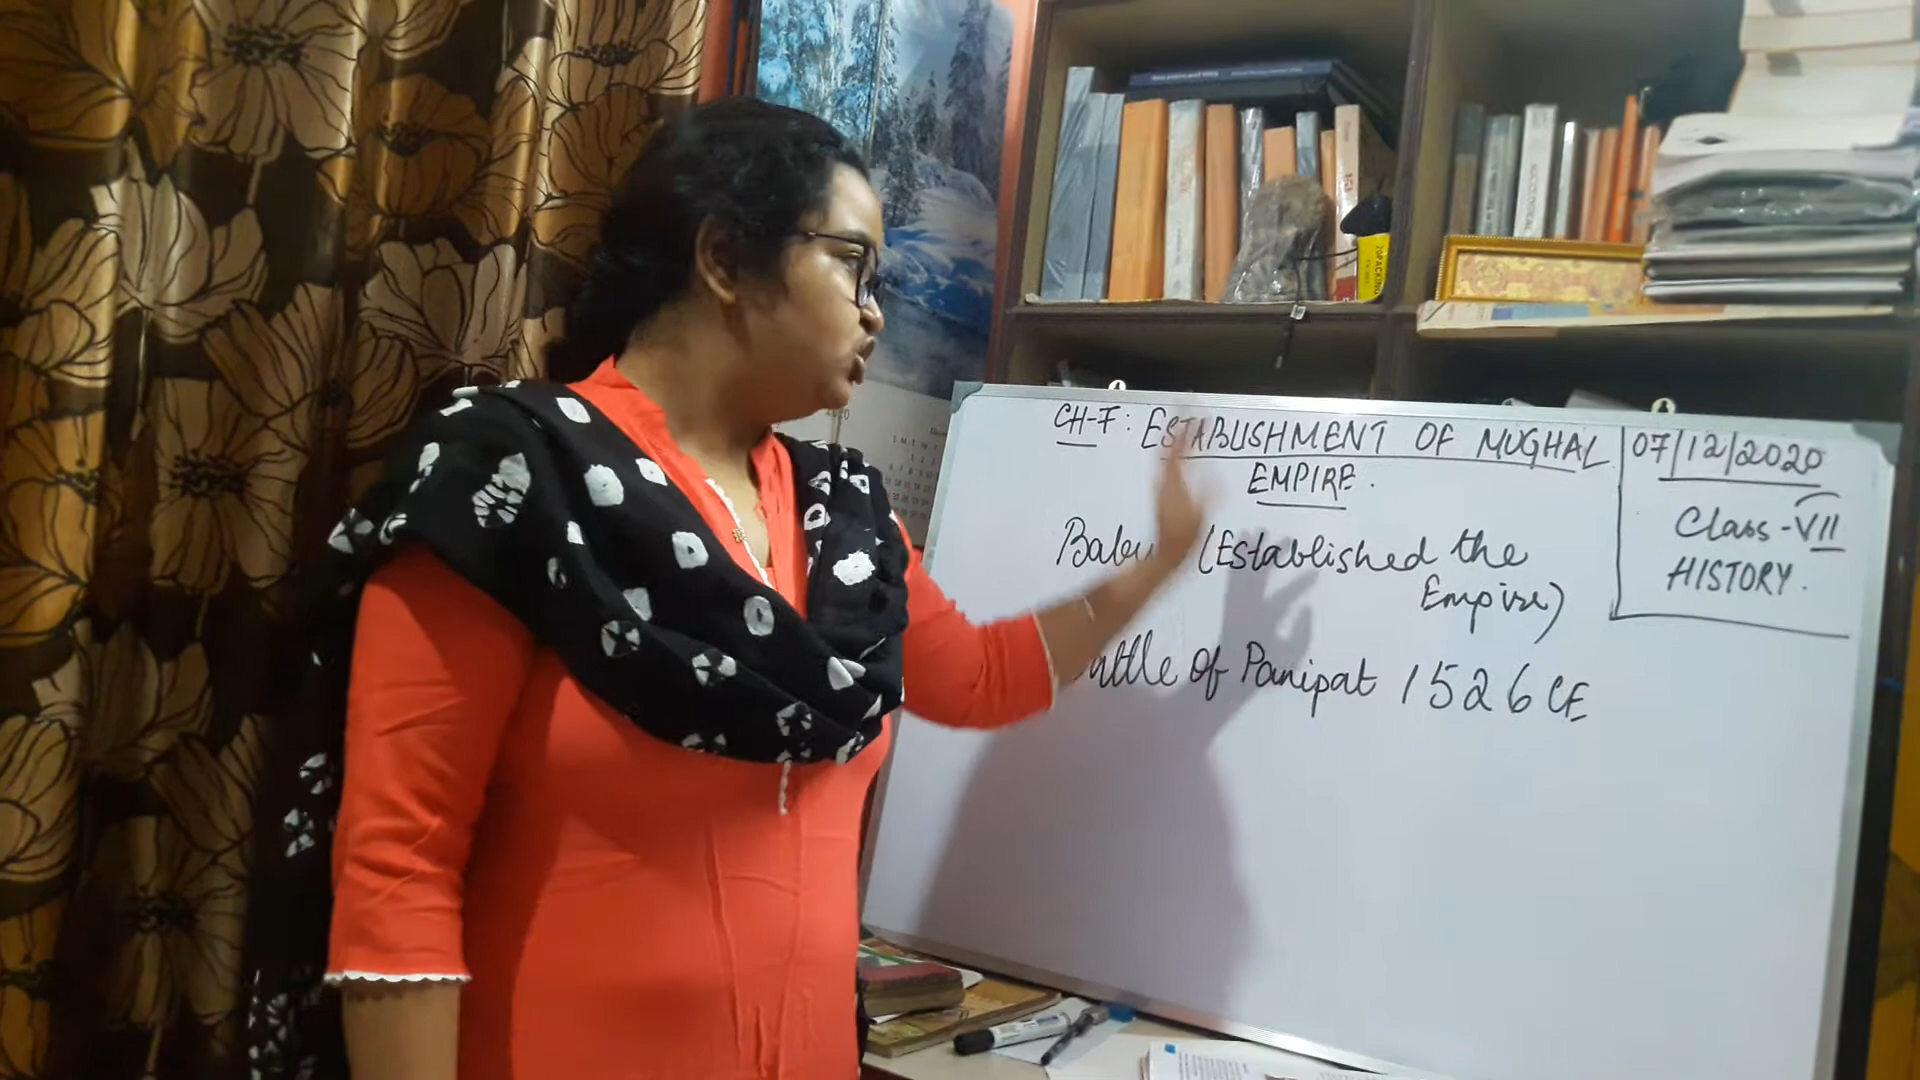 CH-7: ESTABLISHMENT OF MUGHAL
EMPIRE.
07/12/2020
Class-VII
HISTORY.
(Established the
Empire)
of Panipat 1526 CE
2020